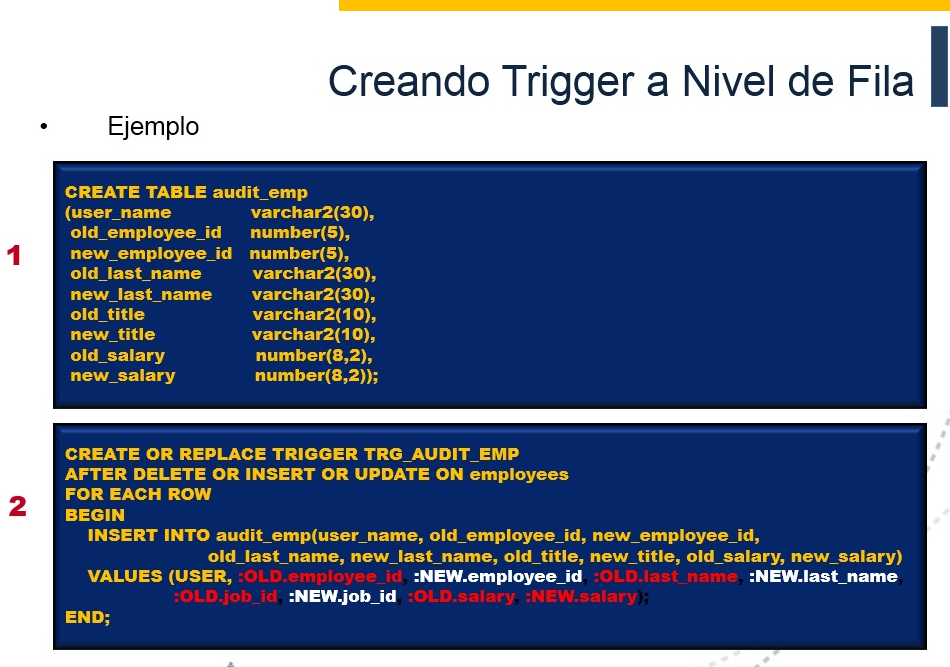 Creando Trigger a Nivel de Fila
• Ejemplo
1
CREATE TABLE audit_emp
(user_name varchar2(30),
old_employee_id number(5),
new_employee_id number(5),
old_last_name varchar2(30),
new_last_name varchar2(30),
old_title varchar2(10),
new_title varchar2(10),
old_salary number(8,2),
new_salary number(8,2));
2
CREATE OR REPLACE TRIGGER TRG_AUDIT_EMP
AFTER DELETE OR INSERT OR UPDATE ON employees
FOR EACH ROW
BEGIN
INSERT INTO audit_emp(user_name, old_employee_id, new_employee_id,
old_last_name, new_last_name, old_title, new_title, old_salary, new_salary)
VALUES (USER, :OLD.employee_id, :NEW.employee_id, :OLD.last_name, :NEW.last_name,
:OLD.job_id, :NEW.job_id, :OLD.salary, :NEW.salary);
END;